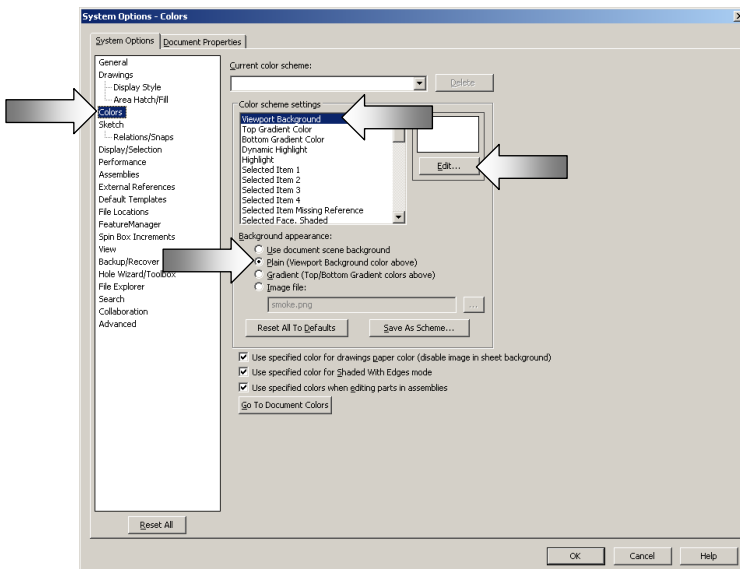 System Options - Colors
System Options
Document Properties
General
Drawings
Display Style
Area Hatch/Fill
Colors
Sketch
Relations/Snaps
Display/Selection
Performance
Assemblies
External References
Default Templates
File Locations
FeatureManager
Spin Box Increments
View
Backup/Recover
Hole Wizard/Toolbox
File Explorer
Search
Collaboration
Advanced
Reset All
Current color scheme:
Delete
Color scheme settings
Viewport Background
Top Gradient Color
Bottom Gradient Color
Dynamic Highlight
Highlight
Selected Item 1
Selected Item 2
Selected Item 3
Selected Item 4
Selected Item Missing Reference
Selected Face, Shaded
Edit...
Background appearance:
Use document scene background
Plain (Viewport Background color above)
Gradient (Top/Bottom Gradient colors above)
Image file:
smoke.png
...
Reset All To Defaults
Save As Scheme...
Use specified color for drawings paper color (disable image in sheet background)
Use specified color for Shaded With Edges mode
Use specified colors when editing parts in assemblies
Go To Document Colors
OK
Cancel
Help